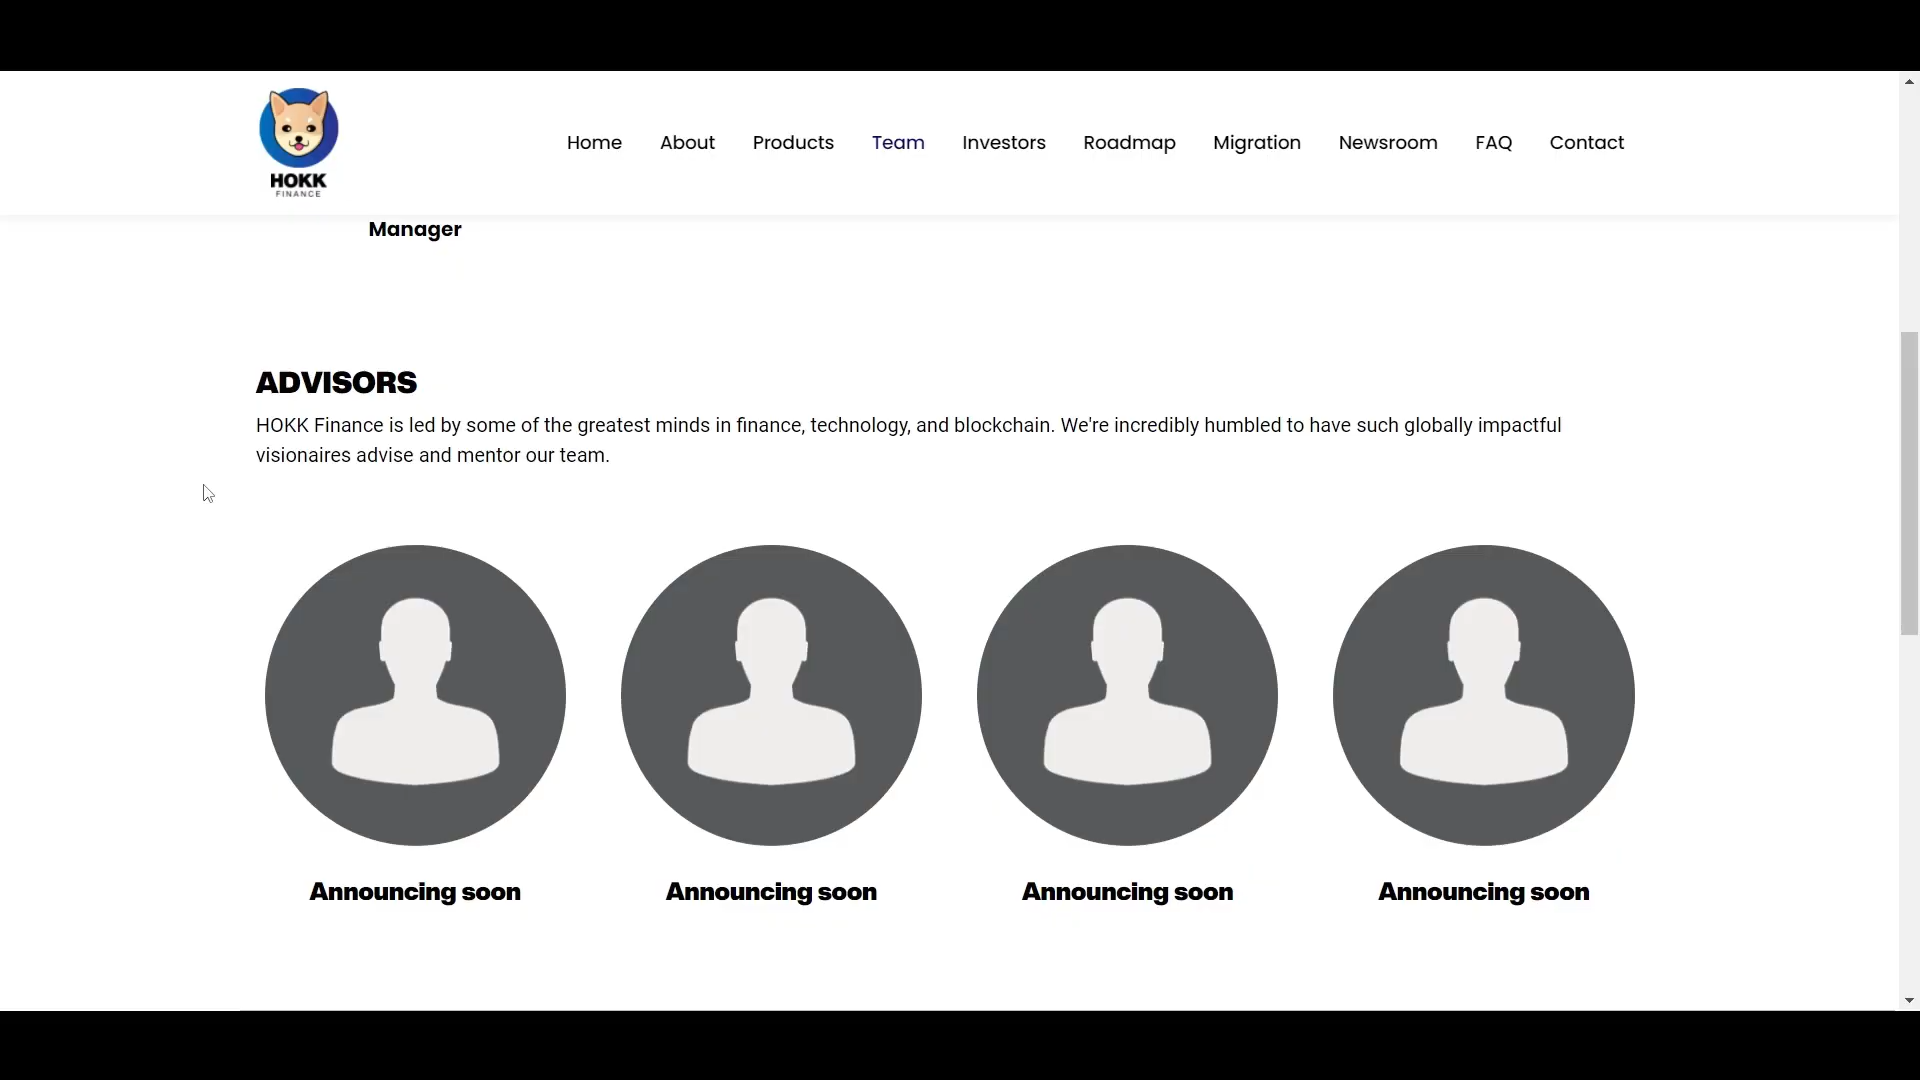 HOKK
FINANCE
Home About Products Team Investors Roadmap Migration Newsroom FAQ Contact
Manager
ADVISORS
HOKK Finance is led by some of the greatest minds in finance, technology, and blockchain. We're incredibly humbled to have such globally impactful
visionaires advise and mentor our team.
Announcing soon Announcing soon Announcing soon Announcing soon